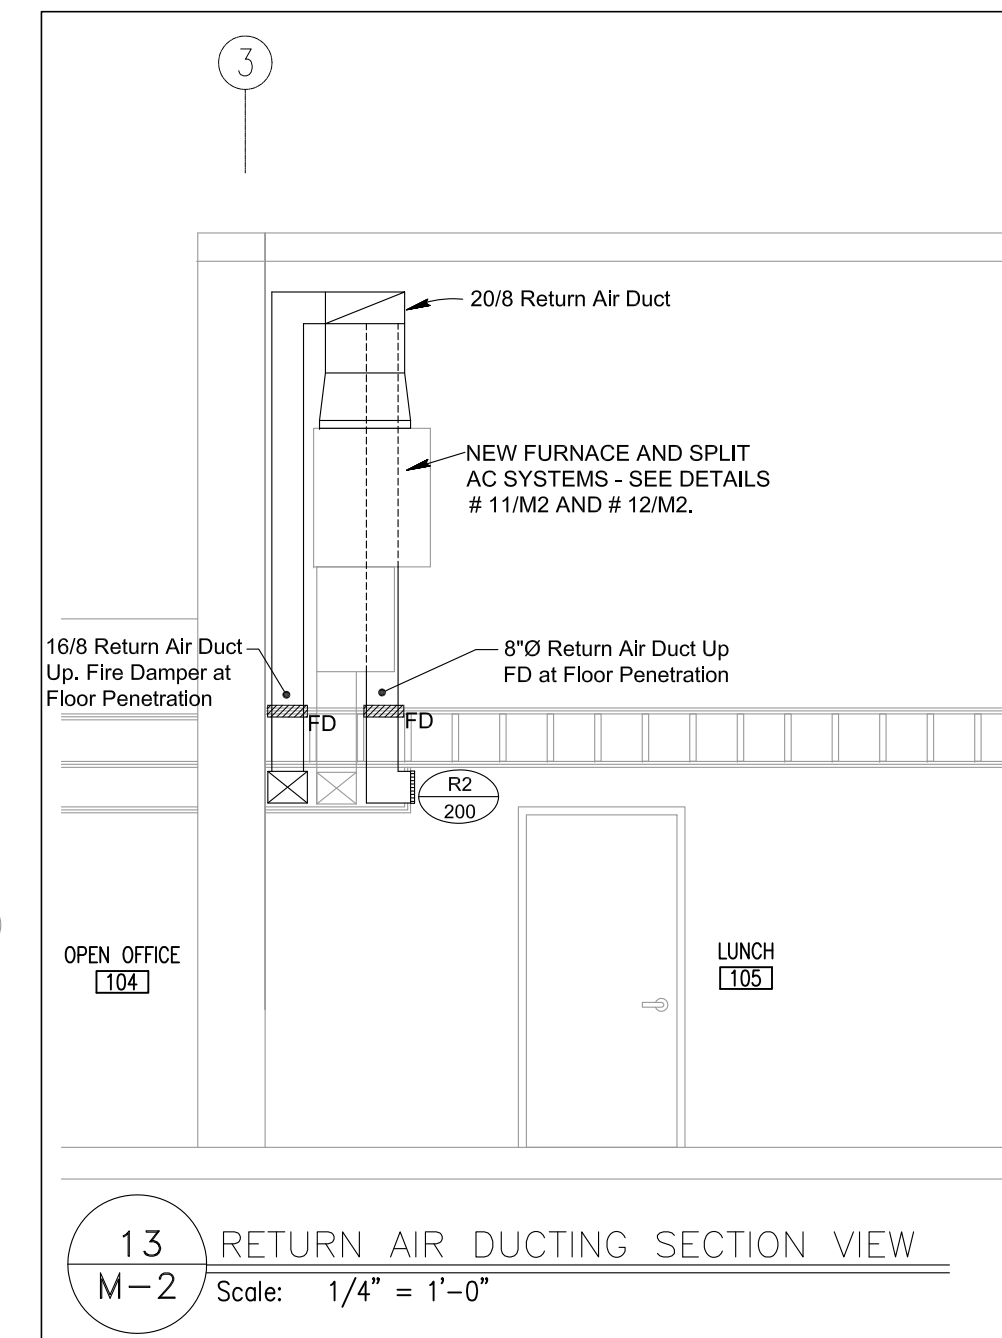 3
20/8 Return Air Duct
NEW FURNACE AND SPLIT
AC SYSTEMS - SEE DETAILS
# 11/M2 AND # 12/M2.
16/8 Return Air Duct
Up. Fire Damper at
Floor Penetration
8"Ø Return Air Duct Up
FD at Floor Penetration
FD
FD
R2
200
OPEN OFFICE
104
LUNCH
105
13
M-2
RETURN AIR DUCTING SECTION VIEW
Scale: 1/4" = 1'-0"